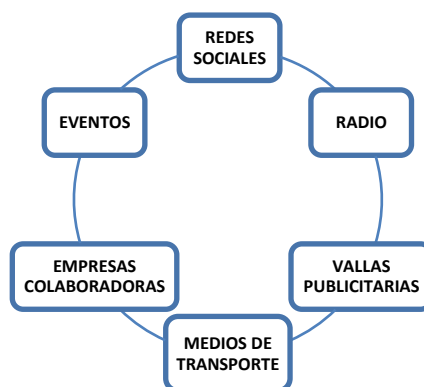 REDES
SOCIALES
EVENTOS
RADIO
EMPRESAS
COLABORADORAS
VALLAS
PUBLICITARIAS
MEDIOS DE
TRANSPORTE